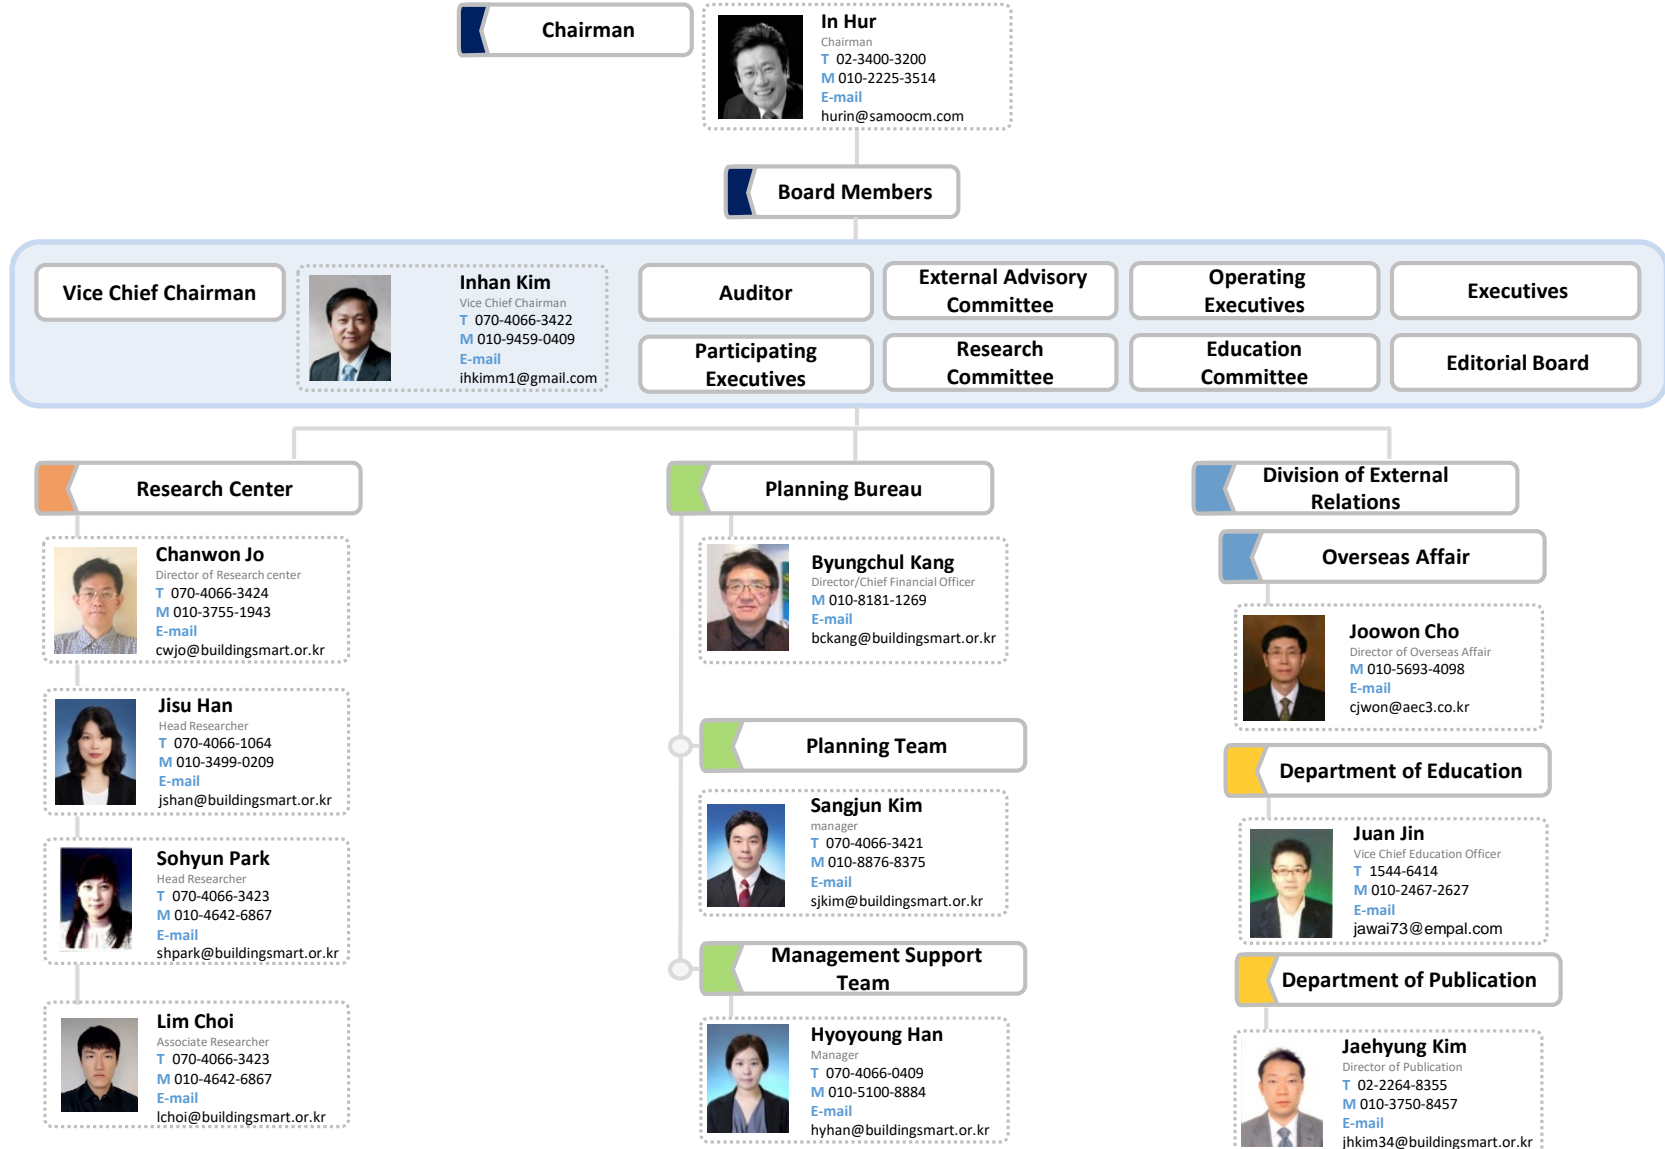 Chairman
In Hur
Chairman
T 02-3400-3200
M 010-2225-3514
E-mail
hurin@samoocm.com
Board Members
Vice Chief Chairman
Inhan Kim
Vice Chief Chairman
T 070-4066-3422
M 010-9459-0409
E-mail
ihkimm1@gmail.com
Auditor
External Advisory
Committee
Operating
Executives
Executives
Participating
Executives
Research
Committee
Education
Committee
Editorial Board
Research Center
Chanwon Jo
Director of Research center
T 070-4066-3424
M 010-3755-1943
E-mail
cwjo@buildingsmart.or.kr
Jisu Han
Head Researcher
T 070-4066-1064
M 010-3499-0209
E-mail
jshan@buildingsmart.or.kr
Sohyun Park
Head Researcher
T 070-4066-3423
M 010-4642-6867
E-mail
shpark@buildingsmart.or.kr
Lim Choi
Associate Researcher
T 070-4066-3423
M 010-4642-6867
E-mail
lchoi@buildingsmart.or.kr
Planning Bureau
Byungchul Kang
Director/Chief Financial Officer
M 010-8181-1269
E-mail
bckang@buildingsmart.or.kr
Planning Team
Sangjun Kim
manager
T 070-4066-3421
M 010-8876-8375
E-mail
sjkim@buildingsmart.or.kr
Management Support
Team
Hyoyoung Han
Manager
T 070-4066-0409
M 010-5100-8884
E-mail
hyhan@buildingsmart.or.kr
Division of External
Relations
Overseas Affair
Joowon Cho
Director of Overseas Affair
M 010-5693-4098
E-mail
cjwon@aec3.co.kr
Department of Education
Juan Jin
Vice Chief Education Officer
T 1544-6414
M 010-2467-2627
E-mail
jawai73@empal.com
Department of Publication
Jaehyung Kim
Director of Publication
T 02-2264-8355
M 010-3750-8457
E-mail
jhkim34@buildingsmart.or.kr